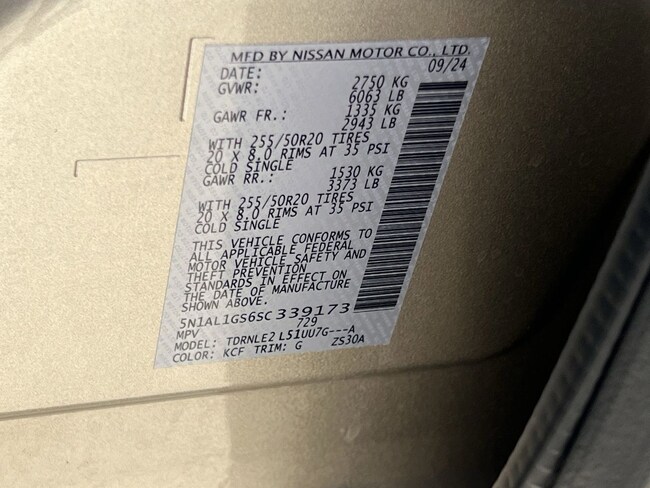 MFD BY NISSAN MOTOR CO., LTD.
DATE: 09/24
GVWR: 2750 KG
6063 LB
GAWR FR.: 1335 KG
2943 LB
WITH 255/50R20 TIRES
20 X 8.0 RIMS AT 35 PSI
COLD SINGLE
GAWR RR.: 1530 KG
3373 LB
WITH 255/50R20 TIRES
20 X 8.0 RIMS AT 35 PSI
COLD SINGLE
THIS VEHICLE CONFORMS TO
ALL APPLICABLE FEDERAL
MOTOR VEHICLE SAFETY AND
THEFT PREVENTION
STANDARDS IN EFFECT ON
THE DATE OF MANUFACTURE
SHOWN ABOVE.
5N1AL1GS6SC339173
MPV /729
MODEL: TDRNLE2 L51UU7G---A
COLOR: KCF TRIM: G ZS30A